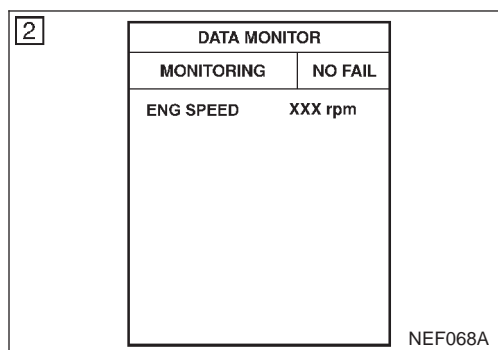 2
DATA MONITOR
MONITORING NO FAIL
ENG SPEED XXX rpm
NEF068A